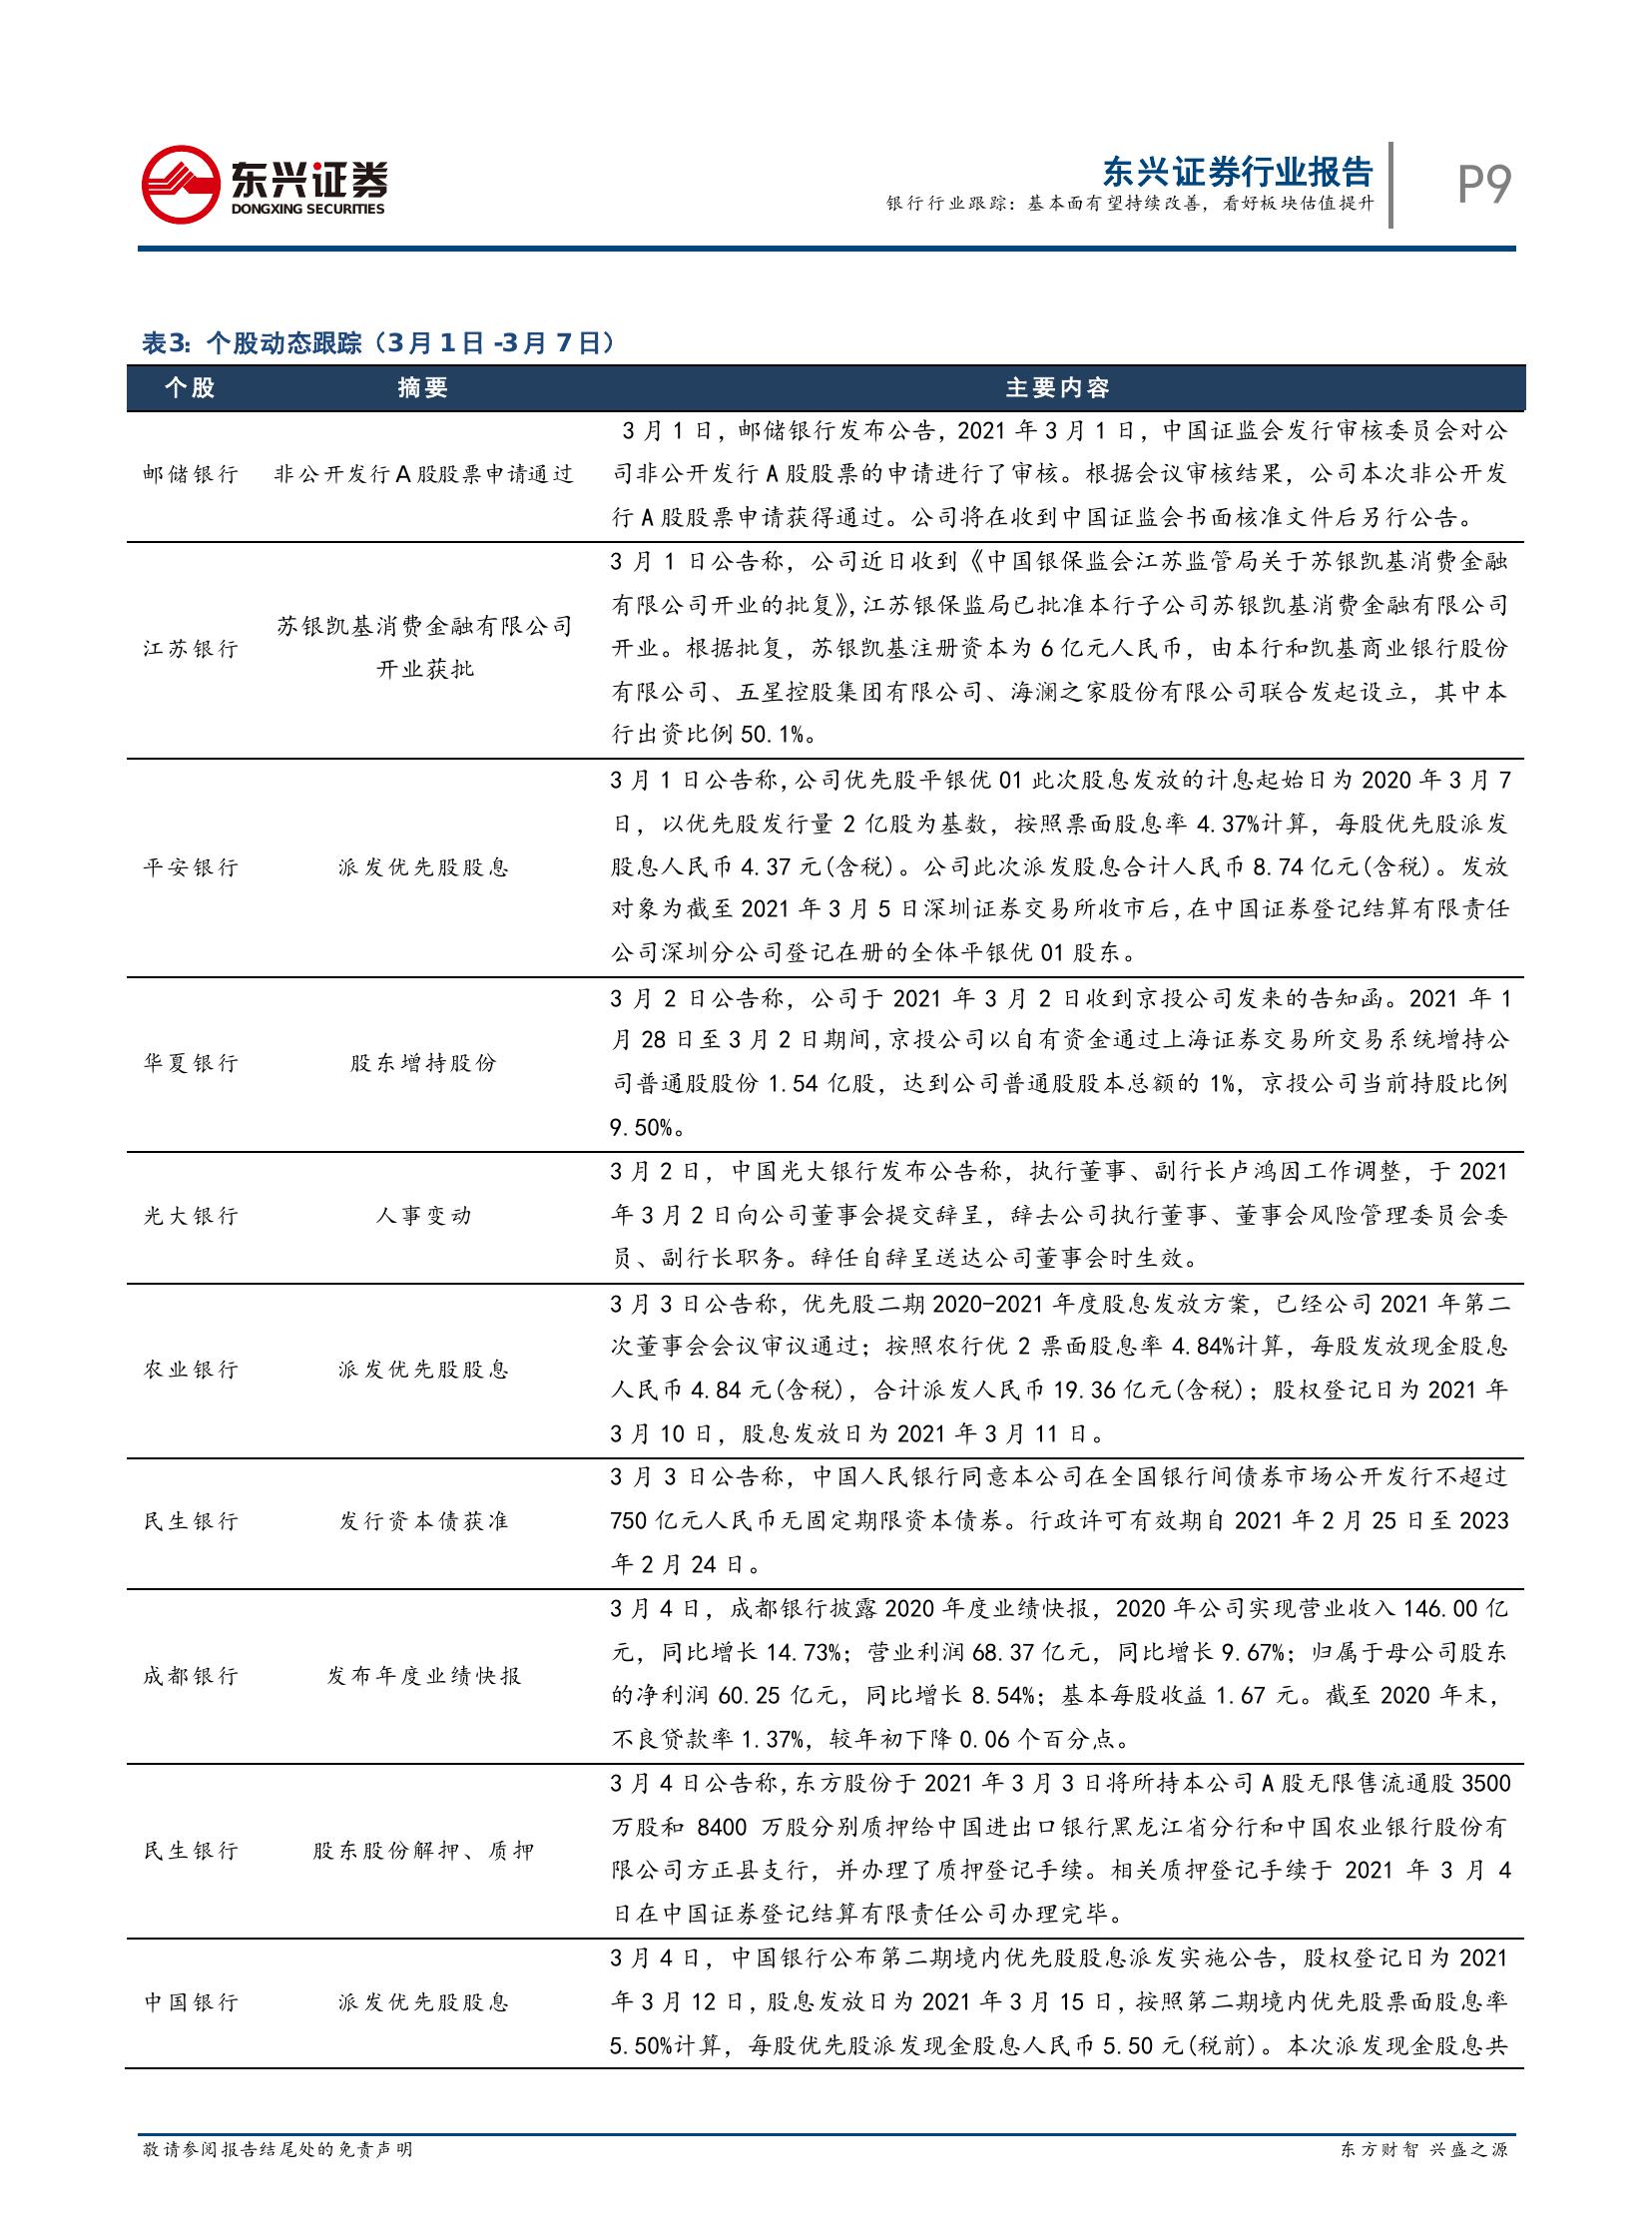 东兴证券
DONGXING SECURITIES
东兴证券行业报告
银行行业跟踪：基本面有望持续改善，看好板块估值提升
P9
表3：个股动态跟踪（3月1日-3月7日）
个股 摘要 主要内容
邮储银行
非公开发行A股股票申请通过
3月1日，邮储银行发布公告，2021年3月1日，中国证监会发行审核委员会对公
司非公开发行A股股票的申请进行了审核。根据会议审核结果，公司本次非公开发
行A股股票申请获得通过。公司将在收到中国证监会书面核准文件后另行公告。
江苏银行
苏银凯基消费金融有限公司
开业获批
3月1日公告称，公司近日收到《中国银保监会江苏监管局关于苏银凯基消费金融
有限公司开业的批复》，江苏银保监局已批准本行子公司苏银凯基消费金融有限公司
开业。根据批复，苏银凯基注册资本为6亿元人民币，由本行和凯基商业银行股份
有限公司、五星控股集团有限公司、海澜之家股份有限公司联合发起设立，其中本
行出资比例50.1%。
平安银行
派发优先股股息
3月1日公告称，公司优先股平银优01此次股息发放的计息起始日为2020年3月7
日，以优先股发行量2亿股为基数，按照票面股息率4.37%计算，每股优先股派发
股息人民币4.37元(含税)。公司此次派发股息合计人民币8.74亿元(含税)。发放
对象为截至2021年3月5日深圳证券交易所收市后，在中国证券登记结算有限责任
公司深圳分公司登记在册的全体平银优01股东。
华夏银行
股东增持股份
3月2日公告称，公司于2021年3月2日收到京投公司发来的告知函。2021年1
月28日至3月2日期间，京投公司以自有资金通过上海证券交易所交易系统增持公
司普通股股份1.54亿股，达到公司普通股股本总额的1%，京投公司当前持股比例
9.50%。
光大银行
人事变动
3月2日，中国光大银行发布公告称，执行董事、副行长卢鸿因工作调整，于2021
年3月2日向公司董事会提交辞呈，辞去公司执行董事、董事会风险管理委员会委
员、副行长职务。辞任自辞呈送达公司董事会时生效。
农业银行
派发优先股股息
3月3日公告称，优先股二期2020-2021年度股息发放方案，已经公司2021年第二
次董事会会议审议通过；按照农行优2票面股息率4.84%计算，每股发放现金股息
人民币4.84元(含税)，合计派发人民币19.36亿元(含税)；股权登记日为2021年
3月10日，股息发放日为2021年3月11日。
民生银行
发行资本债获准
3月3日公告称，中国人民银行同意本公司在全国银行间债券市场公开发行不超过
750亿元人民币无固定期限资本债券。行政许可有效期自2021年2月25日至2023
年2月24日。
成都银行
发布年度业绩快报
3月4日，成都银行披露2020年度业绩快报，2020年公司实现营业收入146.00亿
元，同比增长14.73%；营业利润68.37亿元，同比增长9.67%；归属于母公司股东
的净利润60.25亿元，同比增长8.54%；基本每股收益1.67元。截至2020年末，
不良贷款率1.37%，较年初下降0.06个百分点。
民生银行
股东股份解押、质押
3月4日公告称，东方股份于2021年3月3日将所持本公司A股无限售流通股3500
万股和8400万股分别质押给中国进出口银行黑龙江省分行和中国农业银行股份有
限公司方正县支行，并办理了质押登记手续。相关质押登记手续于2021年3月4
日在中国证券登记结算有限责任公司办理完毕。
中国银行
派发优先股股息
3月4日，中国银行公布第二期境内优先股股息派发实施公告，股权登记日为2021
年3月12日，股息发放日为2021年3月15日，按照第二期境内优先股票面股息率
5.50%计算，每股优先股派发现金股息人民币5.50元(税前)。本次派发现金股息共
敬请参阅报告结尾处的免责声明
东方财智 兴盛之源